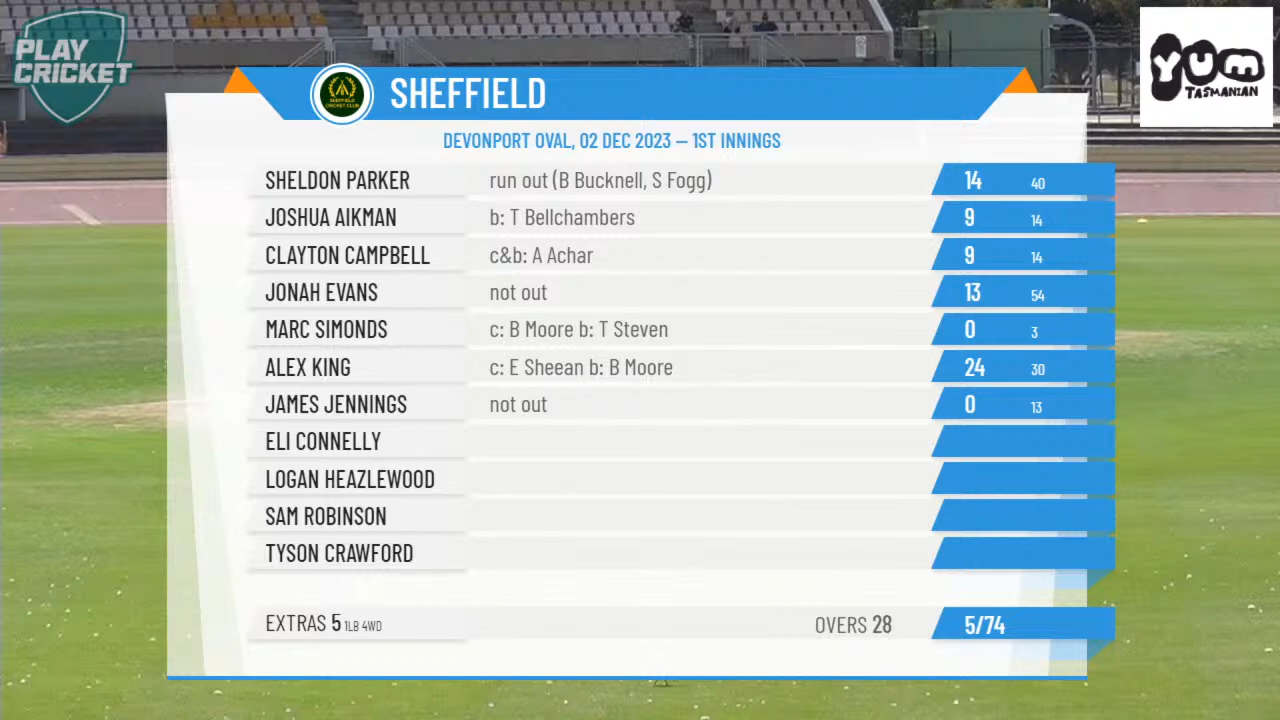 PLAY
CRICKET
YUM
TASMANIAN
SHEFFIELD
CRICKET CLUB
SHEFFIELD
DEVONPORT OVAL, 02 DEC 2023 – 1ST INNINGS
SHELDON PARKER run out (B Bucknell, S Fogg) 14 40
JOSHUA AIKMAN b: T Bellchambers 9 14
CLAYTON CAMPBELL c&b: A Achar 9 14
JONAH EVANS not out 13 54
MARC SIMONDS c: B Moore b: T Steven 0 3
ALEX KING c: E Sheean b: B Moore 24 30
JAMES JENNINGS not out 0 13
ELI CONNELLY
LOGAN HEAZLEWOOD
SAM ROBINSON
TYSON CRAWFORD
EXTRAS 5 1LB 4WD OVERS 28 5/74